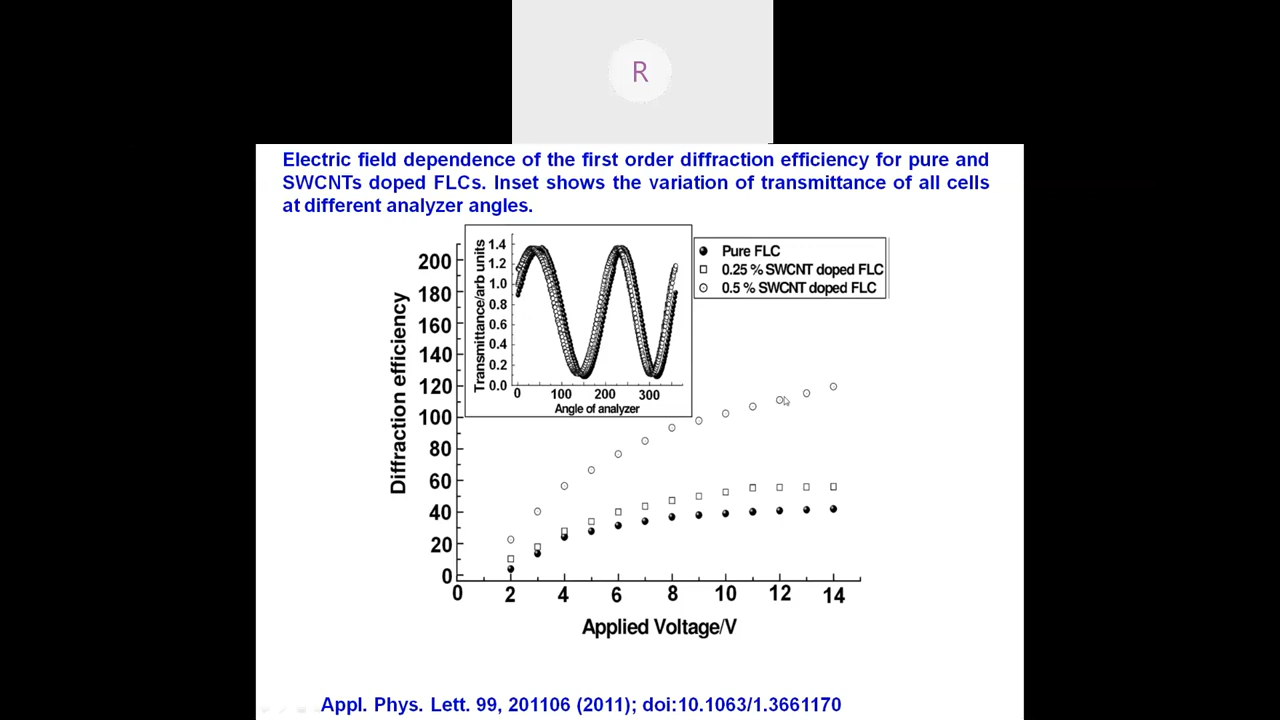 R
Electric field dependence of the first order diffraction efficiency for pure and
SWCNTs doped FLCs. Inset shows the variation of transmittance of all cells
at different analyzer angles.
200
180
160
140
120
100
80
60
40
20
0
Diffraction efficiency
0 2 4 6 8 10 12 14
Applied Voltage/V
1.4
1.2
1.0
0.8
0.6
0.4
0.2
0.0
Transmittance/arb units
0 100 200 300
Angle of analyzer
Pure FLC
0.25 % SWCNT doped FLC
0.5 % SWCNT doped FLC
Appl. Phys. Lett. 99, 201106 (2011); doi:10.1063/1.3661170